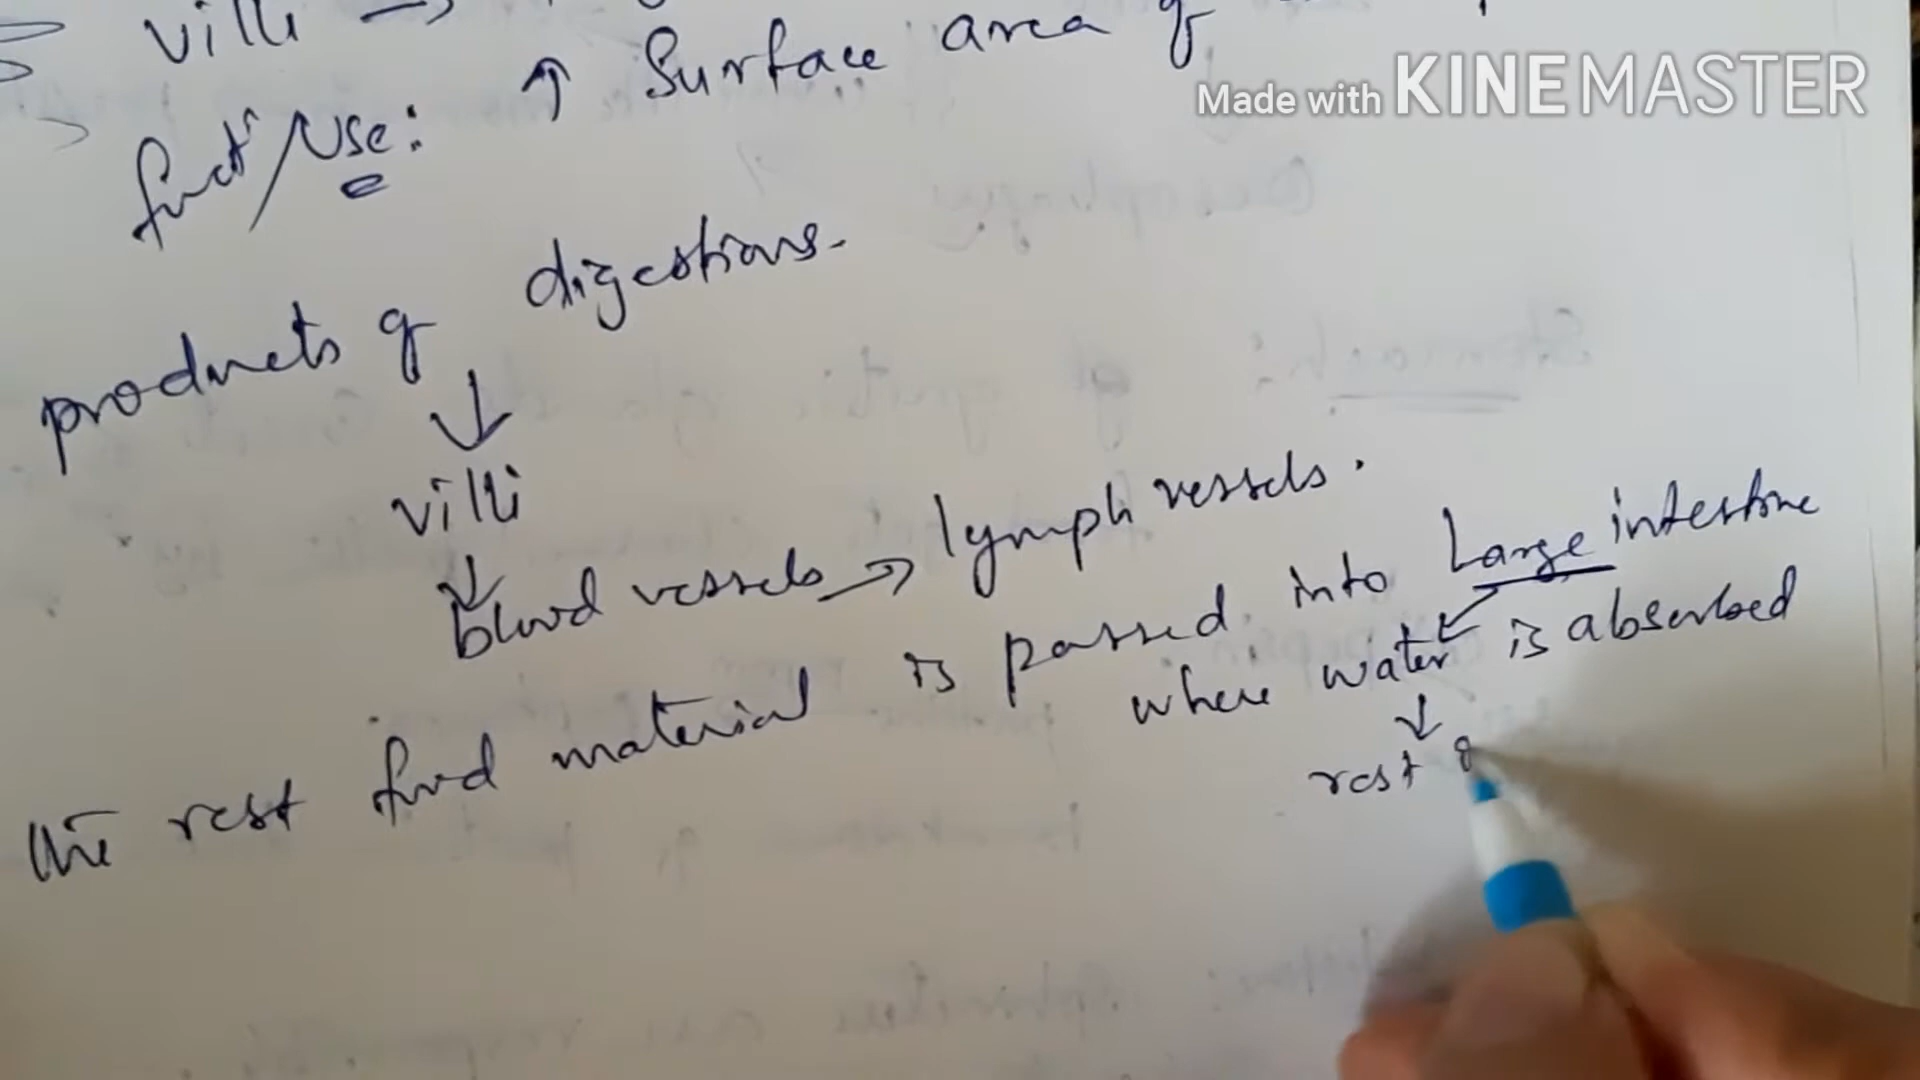 villi →
Made with KINEMASTER
functⁿ/Use: ↑ Surface area of
products of digestions.
↓
villi
↓
blood vessels → lymph vessels.
the rest food material is passed into Large intestine
where water is absorbed
↓
rest